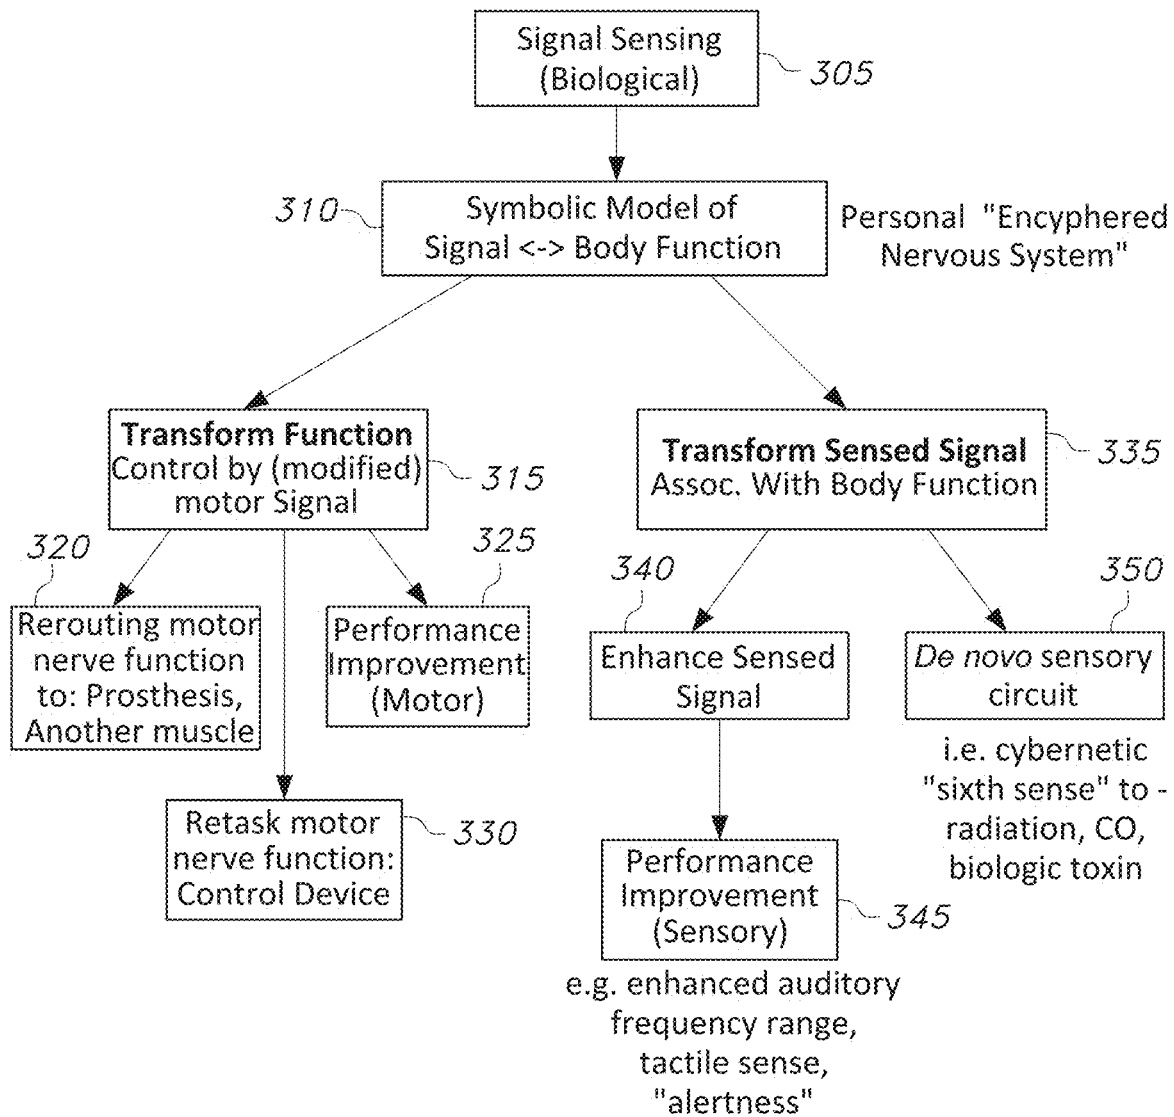 Signal Sensing
(Biological)
305
310
Symbolic Model of
Signal <-> Body Function
Personal "Encyphered
Nervous System"
Transform Function
Control by (modified)
motor Signal
315
Transform Sensed Signal
Assoc. With Body Function
335
320
Rerouting motor
nerve function
to: Prosthesis,
Another muscle
325
Performance
Improvement
(Motor)
340
Enhance Sensed
Signal
350
De novo sensory
circuit
i.e. cybernetic
"sixth sense" to -
radiation, CO,
biologic toxin
Retask motor
nerve function:
Control Device
330
Performance
Improvement
(Sensory)
345
e.g. enhanced auditory
frequency range,
tactile sense,
"alertness"